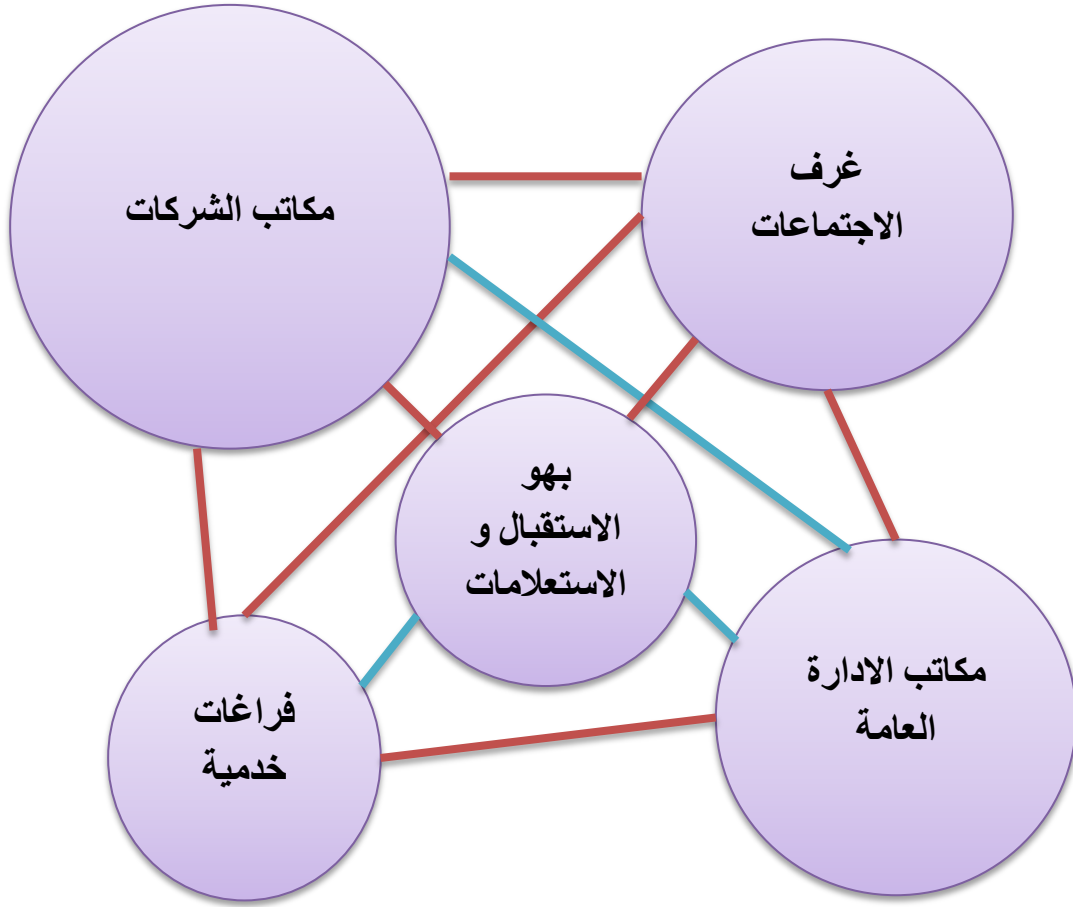 غرف
الاجتماعات
مكاتب الشركات
بهو
الاستقبال و
الاستعلامات
مكاتب الادارة
العامة
فراغات
خدمية